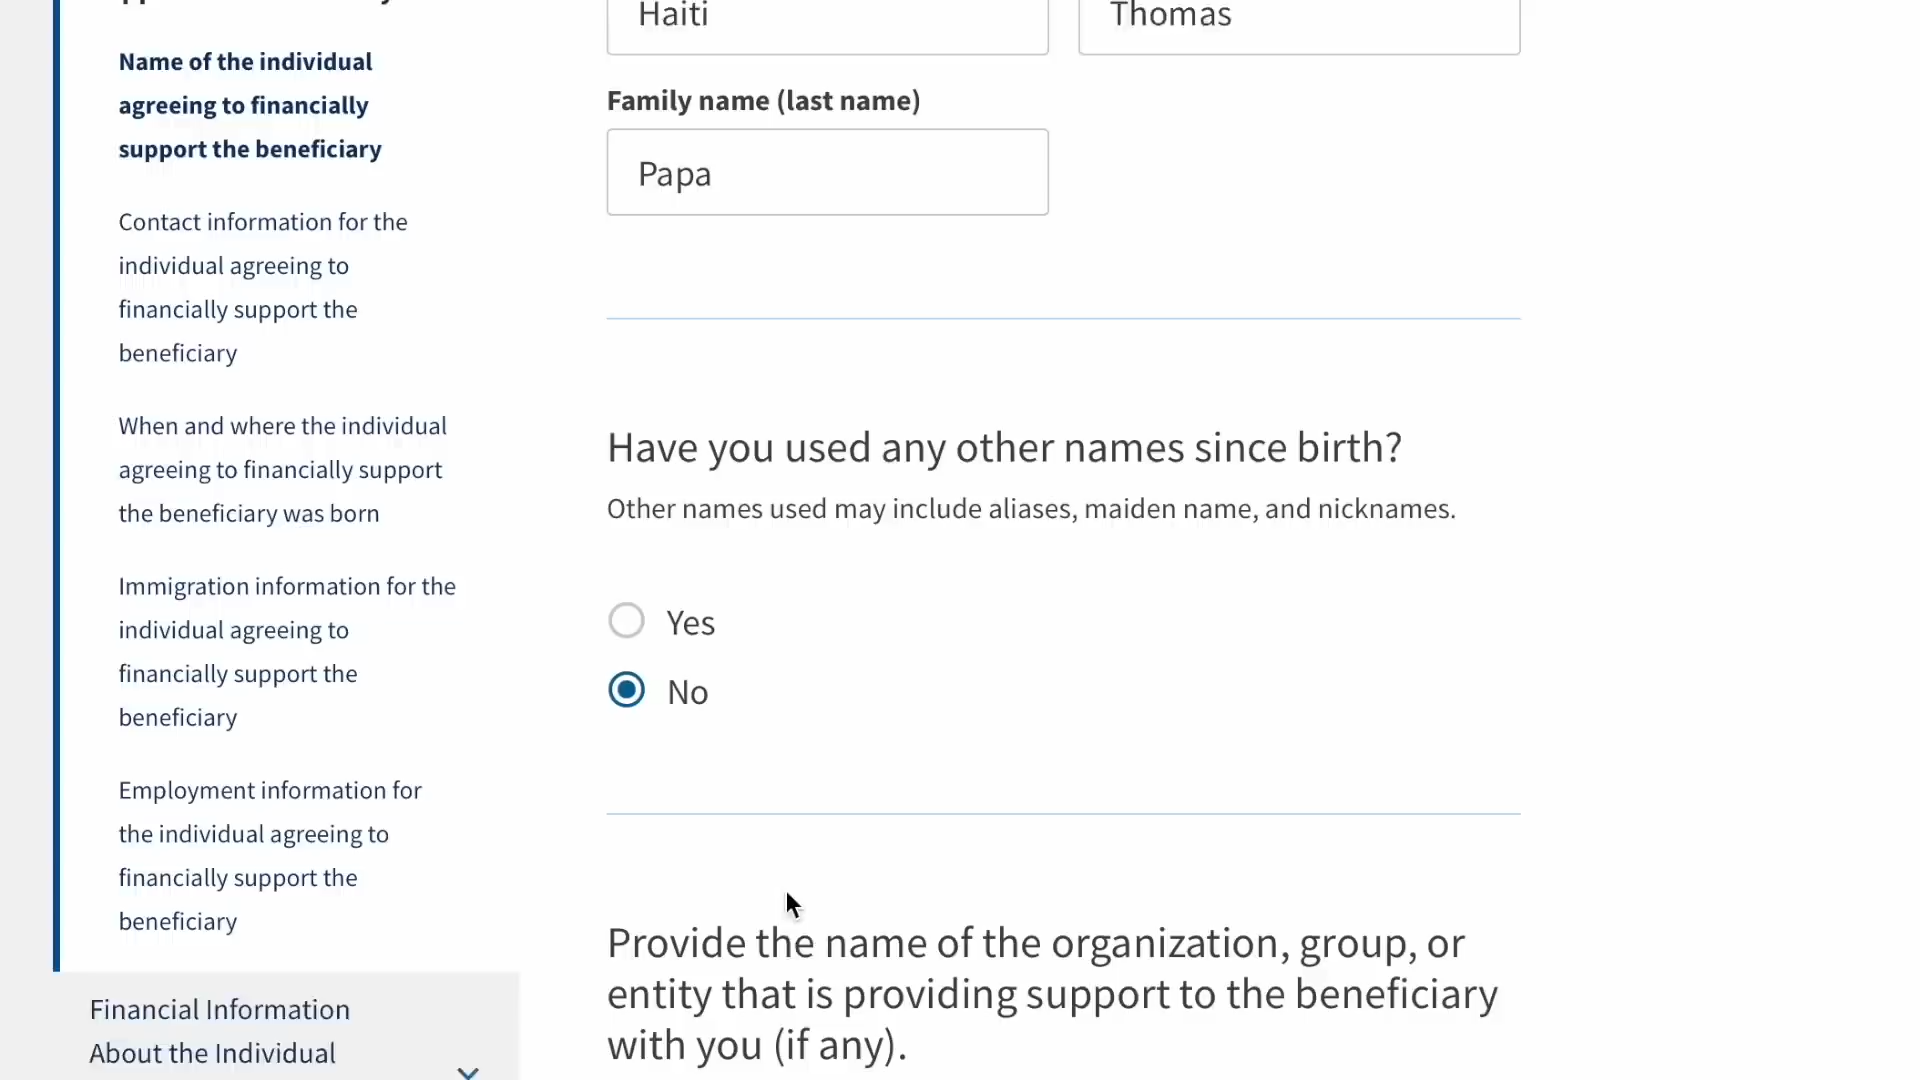 Name of the individual
agreeing to financially
support the beneficiary
Contact information for the
individual agreeing to
financially support the
beneficiary
When and where the individual
agreeing to financially support
the beneficiary was born
Immigration information for the
individual agreeing to
financially support the
beneficiary
Employment information for
the individual agreeing to
financially support the
beneficiary
Financial Information
About the Individual
Haiti
Thomas
Family name (last name)
Papa
Have you used any other names since birth?
Other names used may include aliases, maiden name, and nicknames.
Yes
No
Provide the name of the organization, group, or
entity that is providing support to the beneficiary
with you (if any).